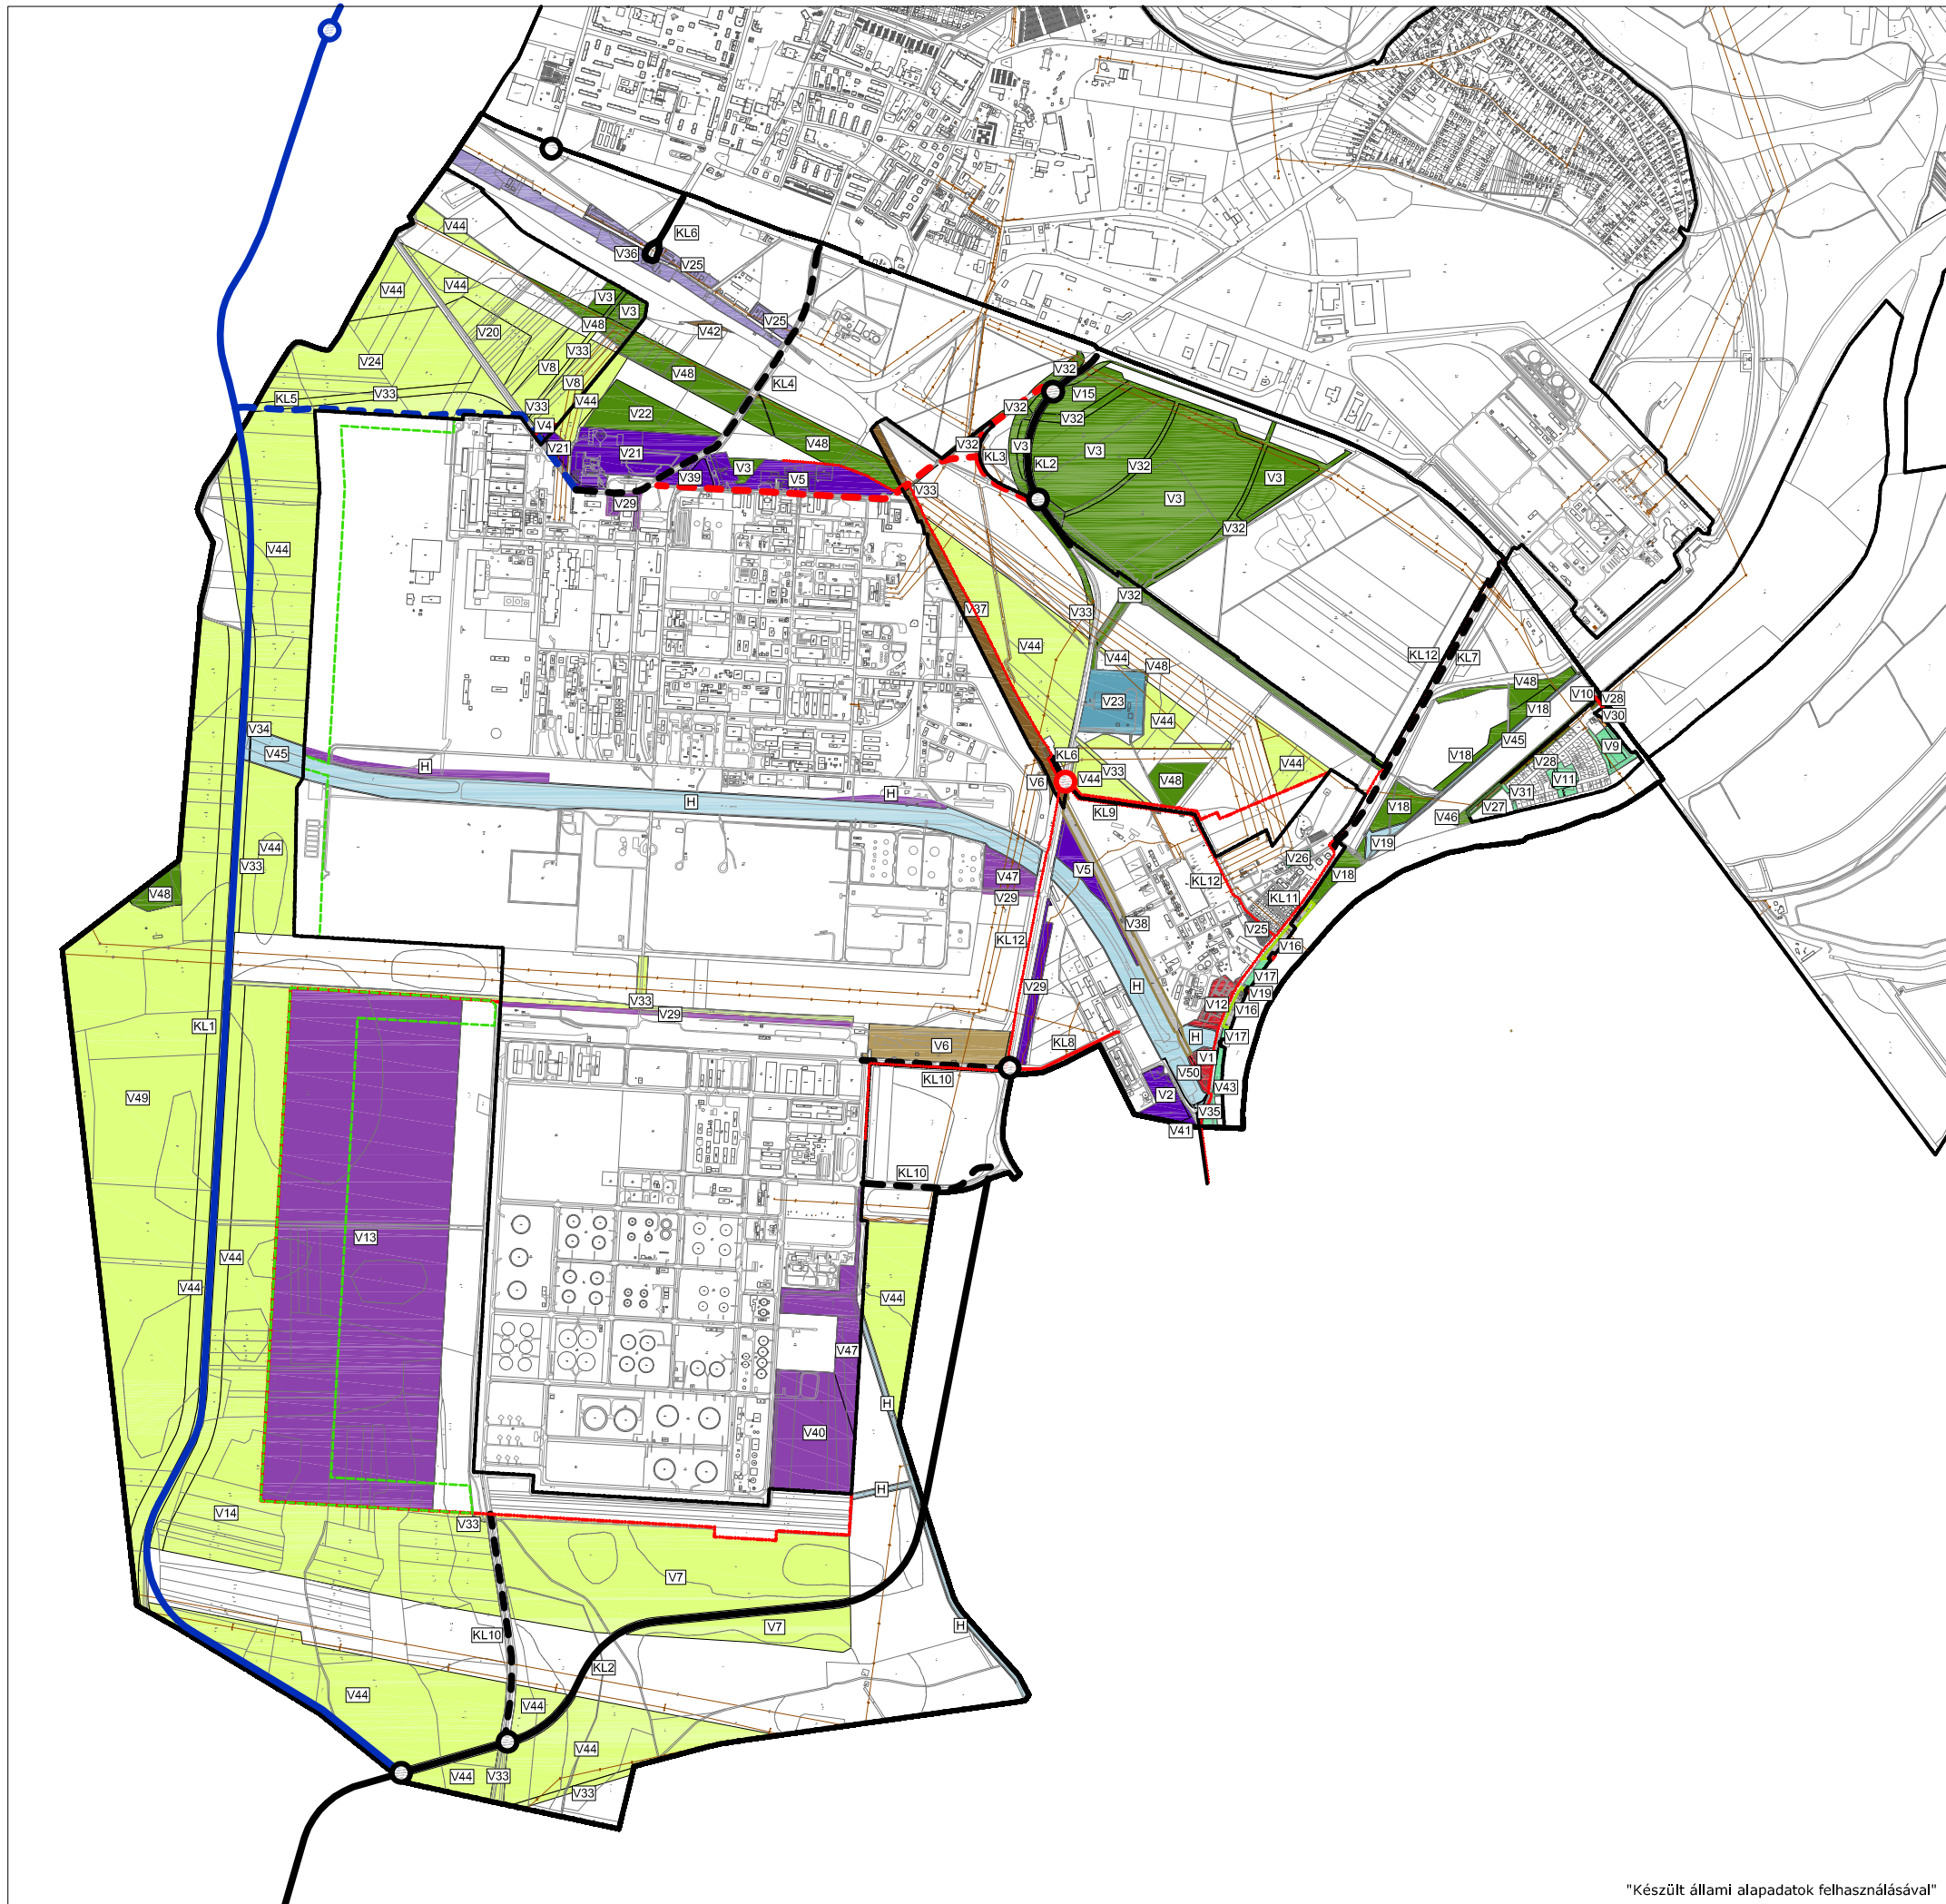 KL6
V44
V36
V25
V44
V44
V3
V3
V25
V20
V48
V42
V24
V33
V8
V48
KL4
V32
V8
V15
KL5
V33
V44
V22
V32
V32
V33
V4
V48
V32
V3
V3
V21
V21
KL3
KL2
V32
V39
V3
V5
V3
V33
V3
V29
V32
V44
V32
V37
V33
V44
V44
V48
KL12
KL7
V48
V10
V28
V23
V18
V30
V34
V44
V45
V9
V45
H
KL6
V18
V28
V44
V6
V44
V33
V48
V11
H
H
V31
KL9
V18
V27
V46
V44
V19
V26
V33
V5
V18
V47
KL12
V48
V29
KL11
V38
V25
KL12
V16
V17
H
V29
V19
V33
V12
V16
V29
KL1
V17
V6
KL8
H
V1
KL10
V50
V49
V2
V43
V35
V41
KL10
V13
V44
V44
V44
V47
H
V40
H
V14
V33
V7
H
V7
KL10
KL2
V44
V44
V44
V44
V33
V33
"Készült állami alapadatok felhasználásával"